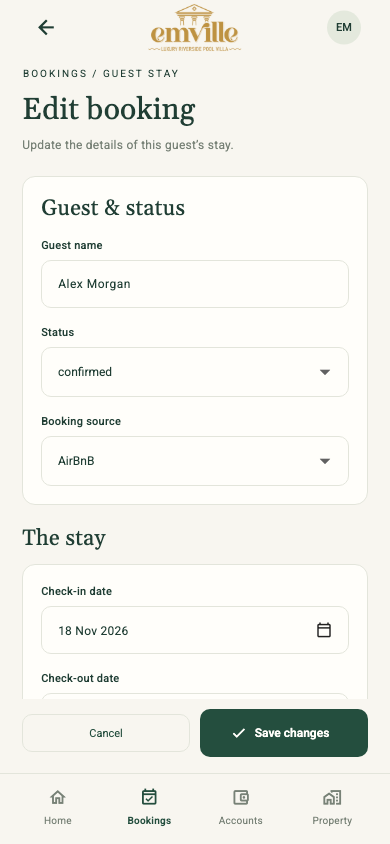 emville
LUXURY RIVERSIDE POOL VILLA
EM
BOOKINGS / GUEST STAY
Edit booking
Update the details of this guest's stay.
Guest & status
Guest name
Alex Morgan
Status
confirmed
Booking source
AirBnB
The stay
Check-in date
18 Nov 2026
Check-out date
Cancel
Save changes
Home
Bookings
Accounts
Property